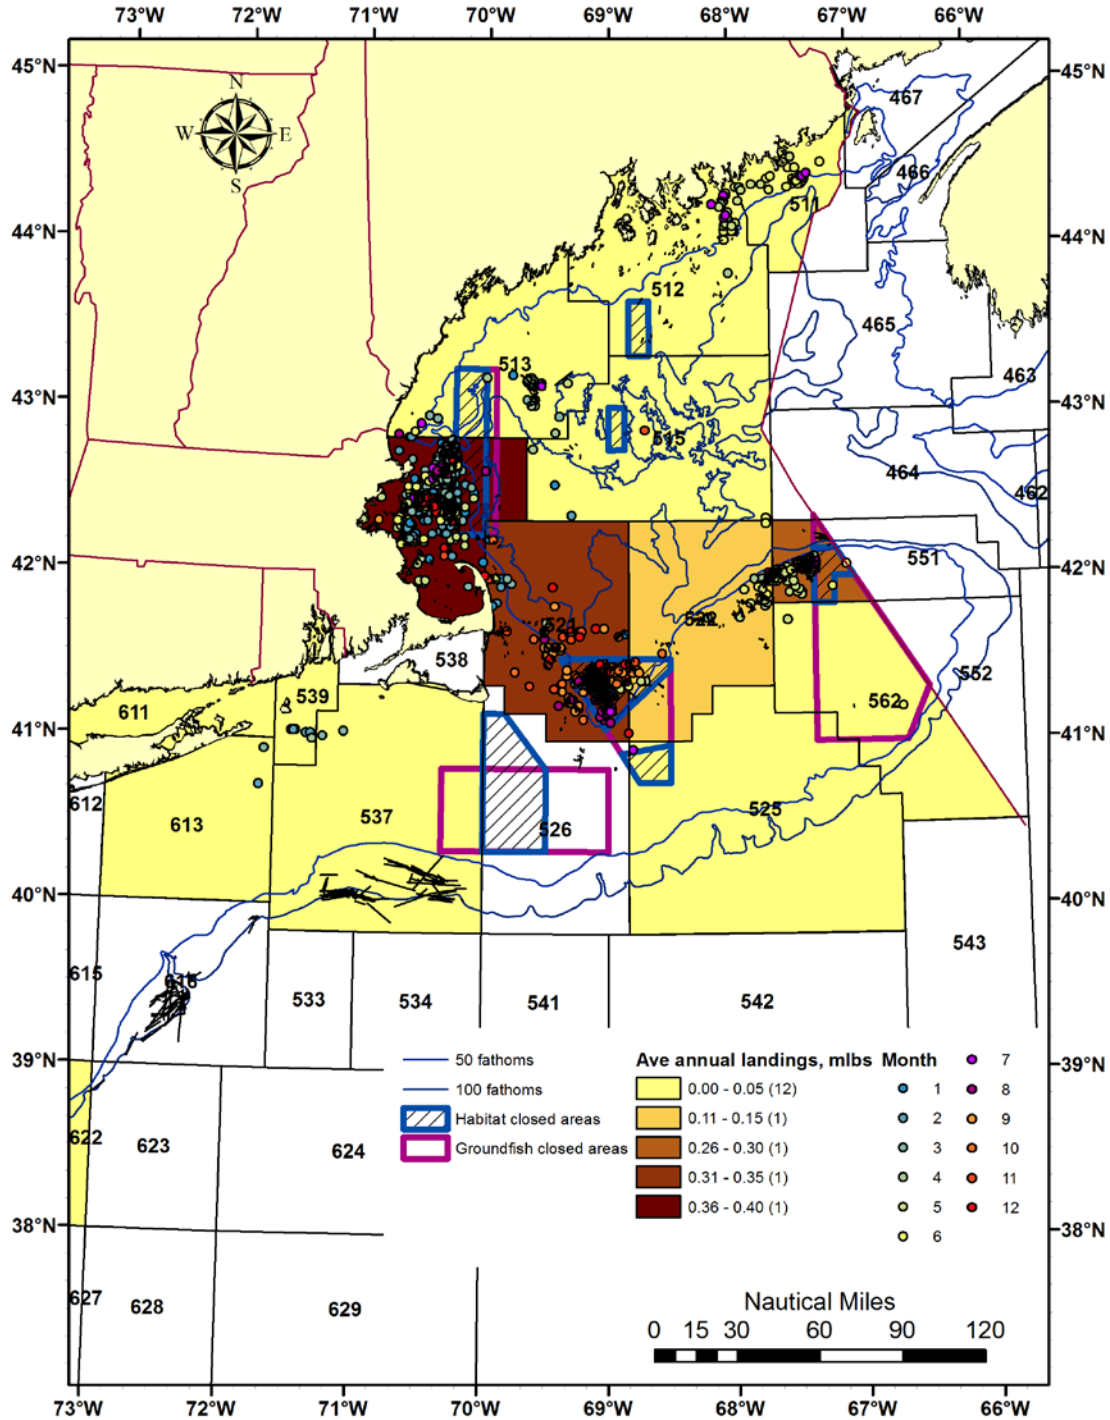 73°W 72°W 71°W 70°W 69°W 68°W 67°W 66°W
45°N 45°N
467
N
W E
S
466
511
44°N 44°N
512
465
513
463
43°N 43°N
515
464
462
42°N 42°N
551
521
522
538
552
539
562
611
41°N 41°N
612
613
537
525
526
40°N 40°N
543
615
616
533
534
541
542
39°N 39°N
50 fathoms
100 fathoms
Habitat closed areas
Groundfish closed areas
Ave annual landings, mlbs
0.00 - 0.05 (12)
0.11 - 0.15 (1)
0.26 - 0.30 (1)
0.31 - 0.35 (1)
0.36 - 0.40 (1)
Month
1
2
3
4
5
6
7
8
9
10
11
12
622
623
624
38°N 38°N
627
628
629
Nautical Miles
0 15 30 60 90 120
73°W 72°W 71°W 70°W 69°W 68°W 67°W 66°W